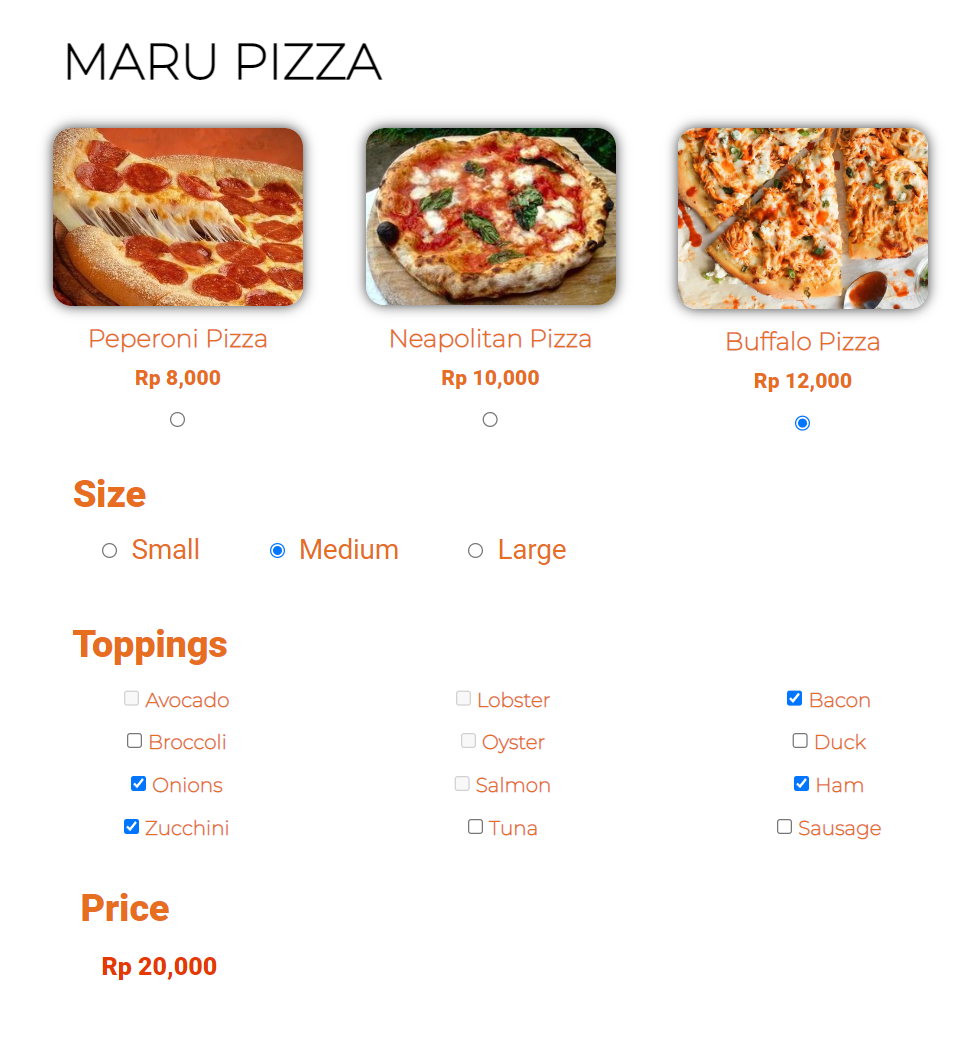 MARU PIZZA
Peperoni Pizza
Rp 8,000
Neapolitan Pizza
Rp 10,000
Buffalo Pizza
Rp 12,000
Size
Small Medium Large
Toppings
Avocado Lobster Bacon
Broccoli Oyster Duck
Onions Salmon Ham
Zucchini Tuna Sausage
Price
Rp 20,000